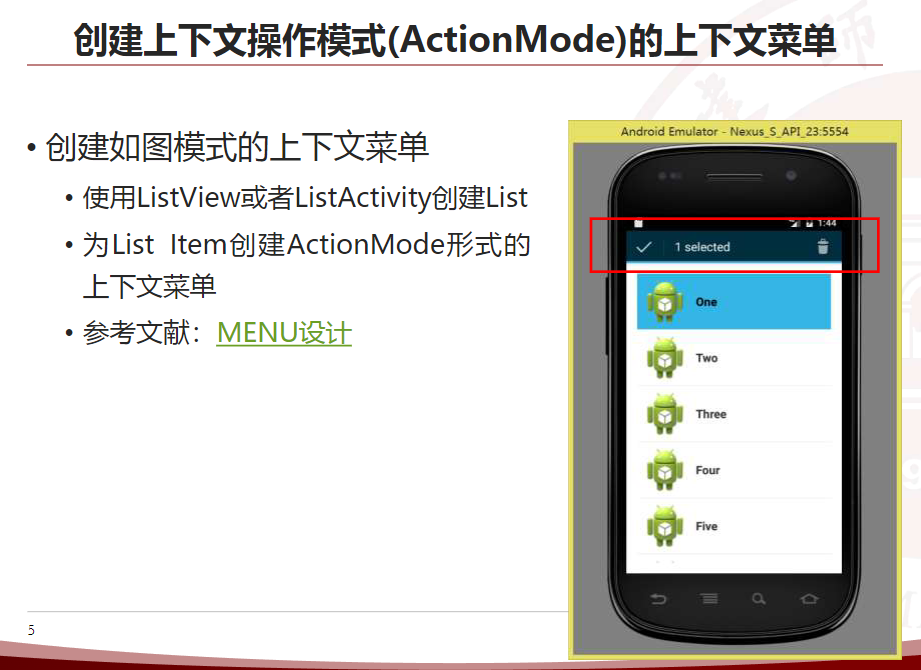 创建上下文操作模式(ActionMode)的上下文菜单
• 创建如图模式的上下文菜单
• 使用ListView或者ListActivity创建List
• 为List Item创建ActionMode形式的
上下文菜单
• 参考文献：MENU设计
Android Emulator - Nexus_S_API_23:5554
1:44
1 selected
One
Two
Three
Four
Five
5